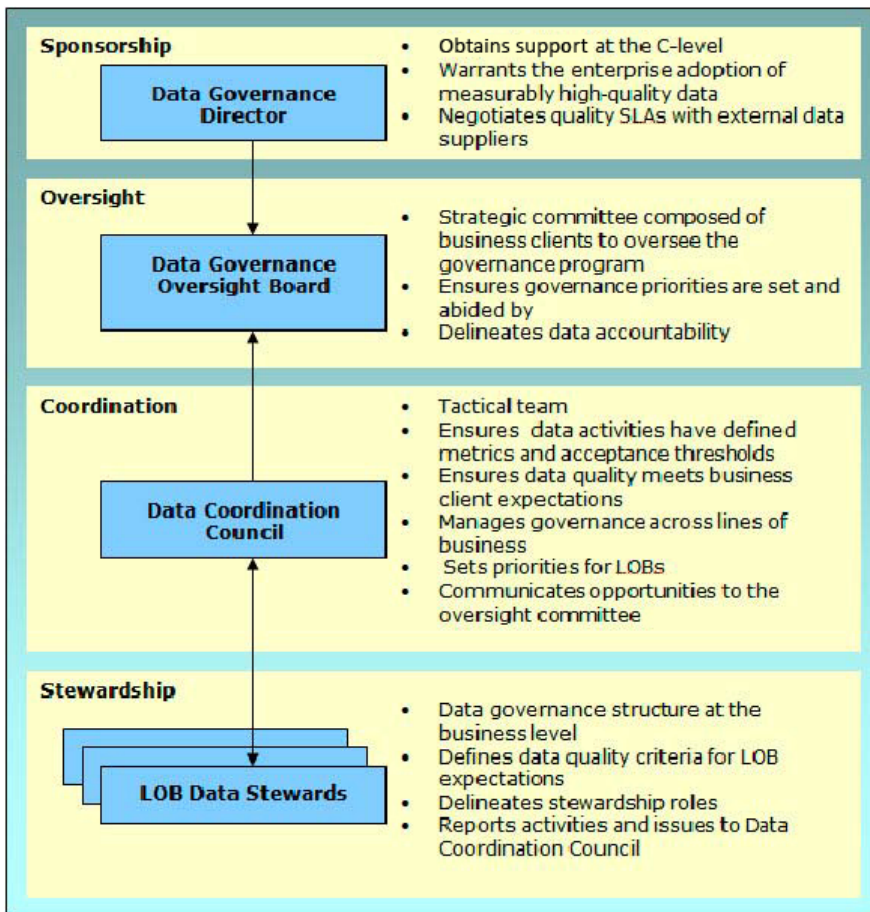 Sponsorship
Data Governance
Director
• Obtains support at the C-level
• Warrants the enterprise adoption of
measurably high-quality data
• Negotiates quality SLAs with external data
suppliers
Oversight
Data Governance
Oversight Board
• Strategic committee composed of
business clients to oversee the
governance program
• Ensures governance priorities are set and
abided by
• Delineates data accountability
Coordination
Data Coordination
Council
• Tactical team
• Ensures data activities have defined
metrics and acceptance thresholds
• Ensures data quality meets business
client expectations
• Manages governance across lines of
business
• Sets priorities for LOBs
• Communicates opportunities to the
oversight committee
Stewardship
LOB Data Stewards
• Data governance structure at the
business level
• Defines data quality criteria for LOB
expectations
• Delineates stewardship roles
• Reports activities and issues to Data
Coordination Council